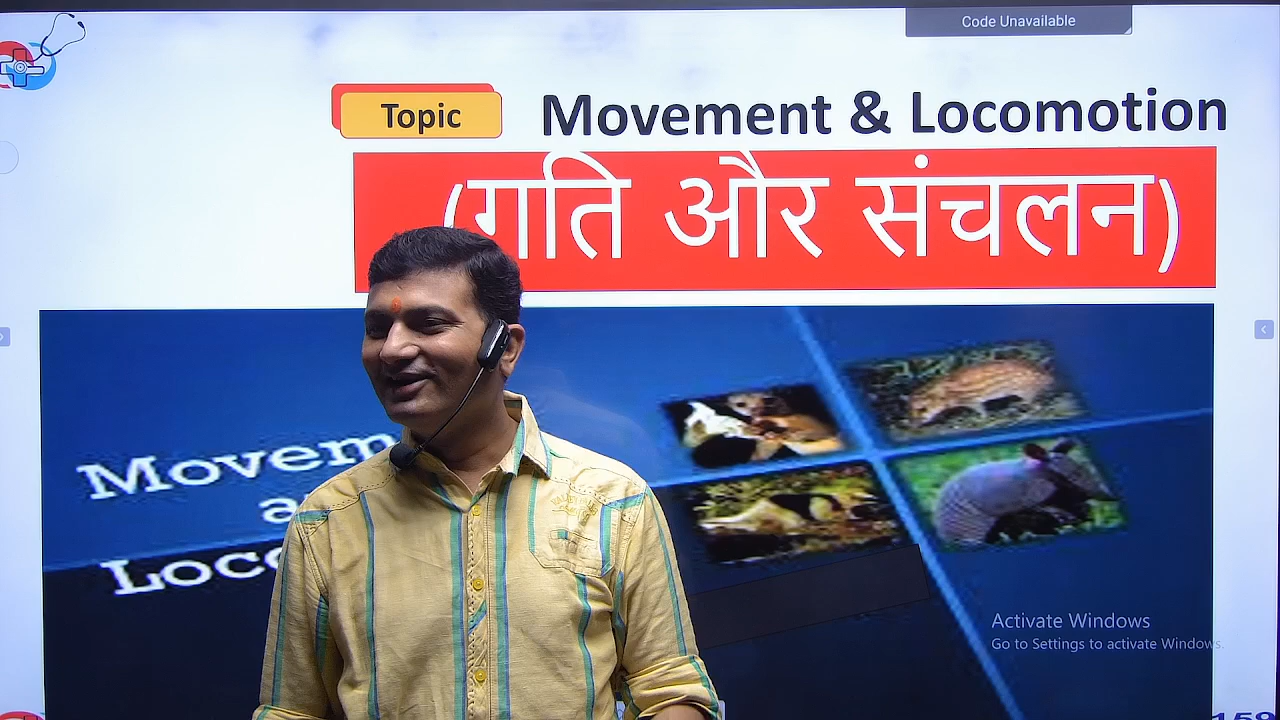 Code Unavailable
Topic
Movement & Locomotion
(गति और संचलन)
Activate Windows
Go to Settings to activate Windows.